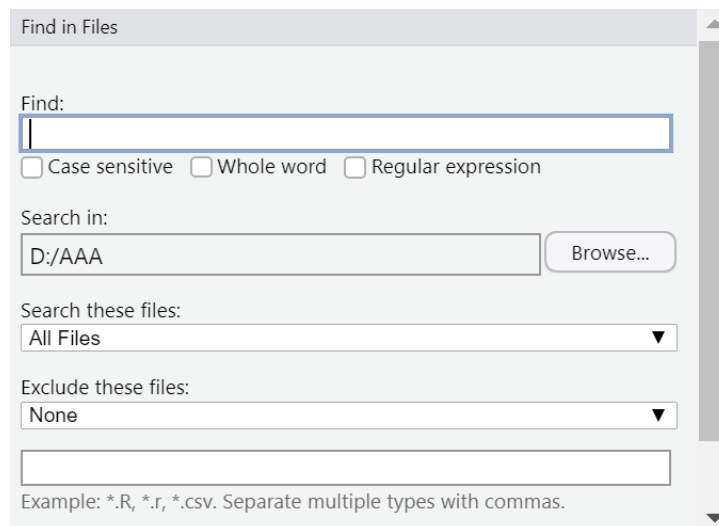 Find in Files
Find:
Case sensitive Whole word Regular expression
Search in:
D:/AAA Browse...
Search these files:
All Files
Exclude these files:
None
Example: *.R, *.r, *.csv. Separate multiple types with commas.